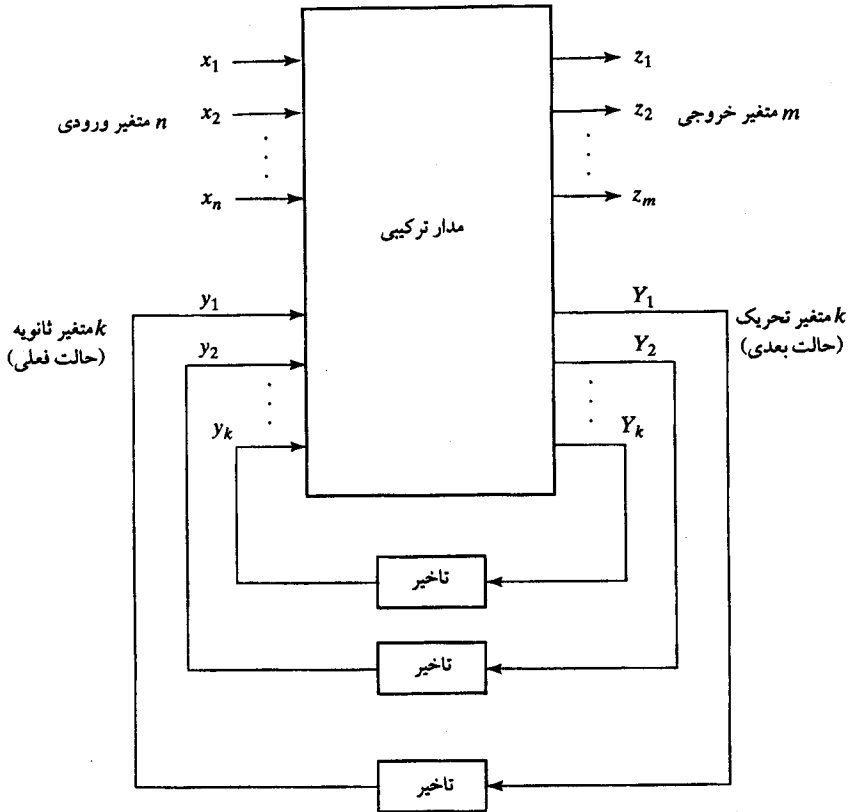 x₁
z₁
n متغیر ورودی
x₂
z₂
m متغیر خروجی
xₙ
zₘ
مدار ترکیبی
k متغیر ثانویه
(حالت فعلی)
y₁
Y₁
k متغیر تحریک
(حالت بعدی)
y₂
Y₂
yₖ
Yₖ
تاخیر
تاخیر
تاخیر